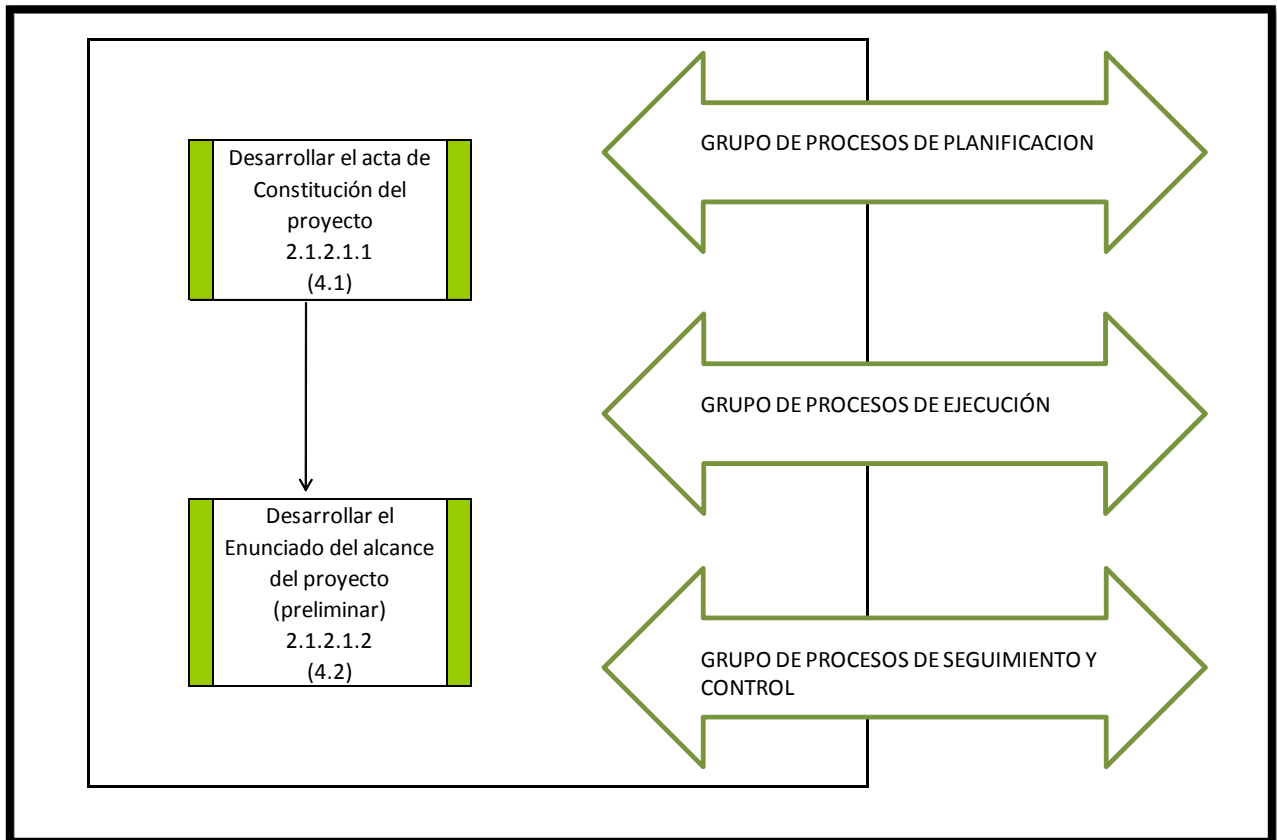 Desarrollar el acta de
Constitución del
proyecto
2.1.2.1.1
(4.1)
Desarrollar el
Enunciado del alcance
del proyecto
(preliminar)
2.1.2.1.2
(4.2)
GRUPO DE PROCESOS DE PLANIFICACION
GRUPO DE PROCESOS DE EJECUCIÓN
GRUPO DE PROCESOS DE SEGUIMIENTO Y
CONTROL